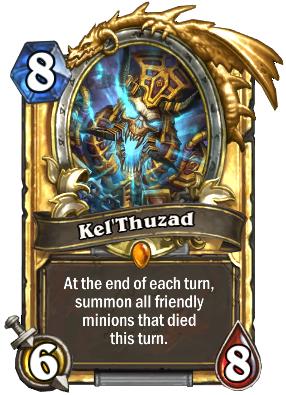 8
Kel'Thuzad
At the end of each turn,
summon all friendly
minions that died
this turn.
6
8